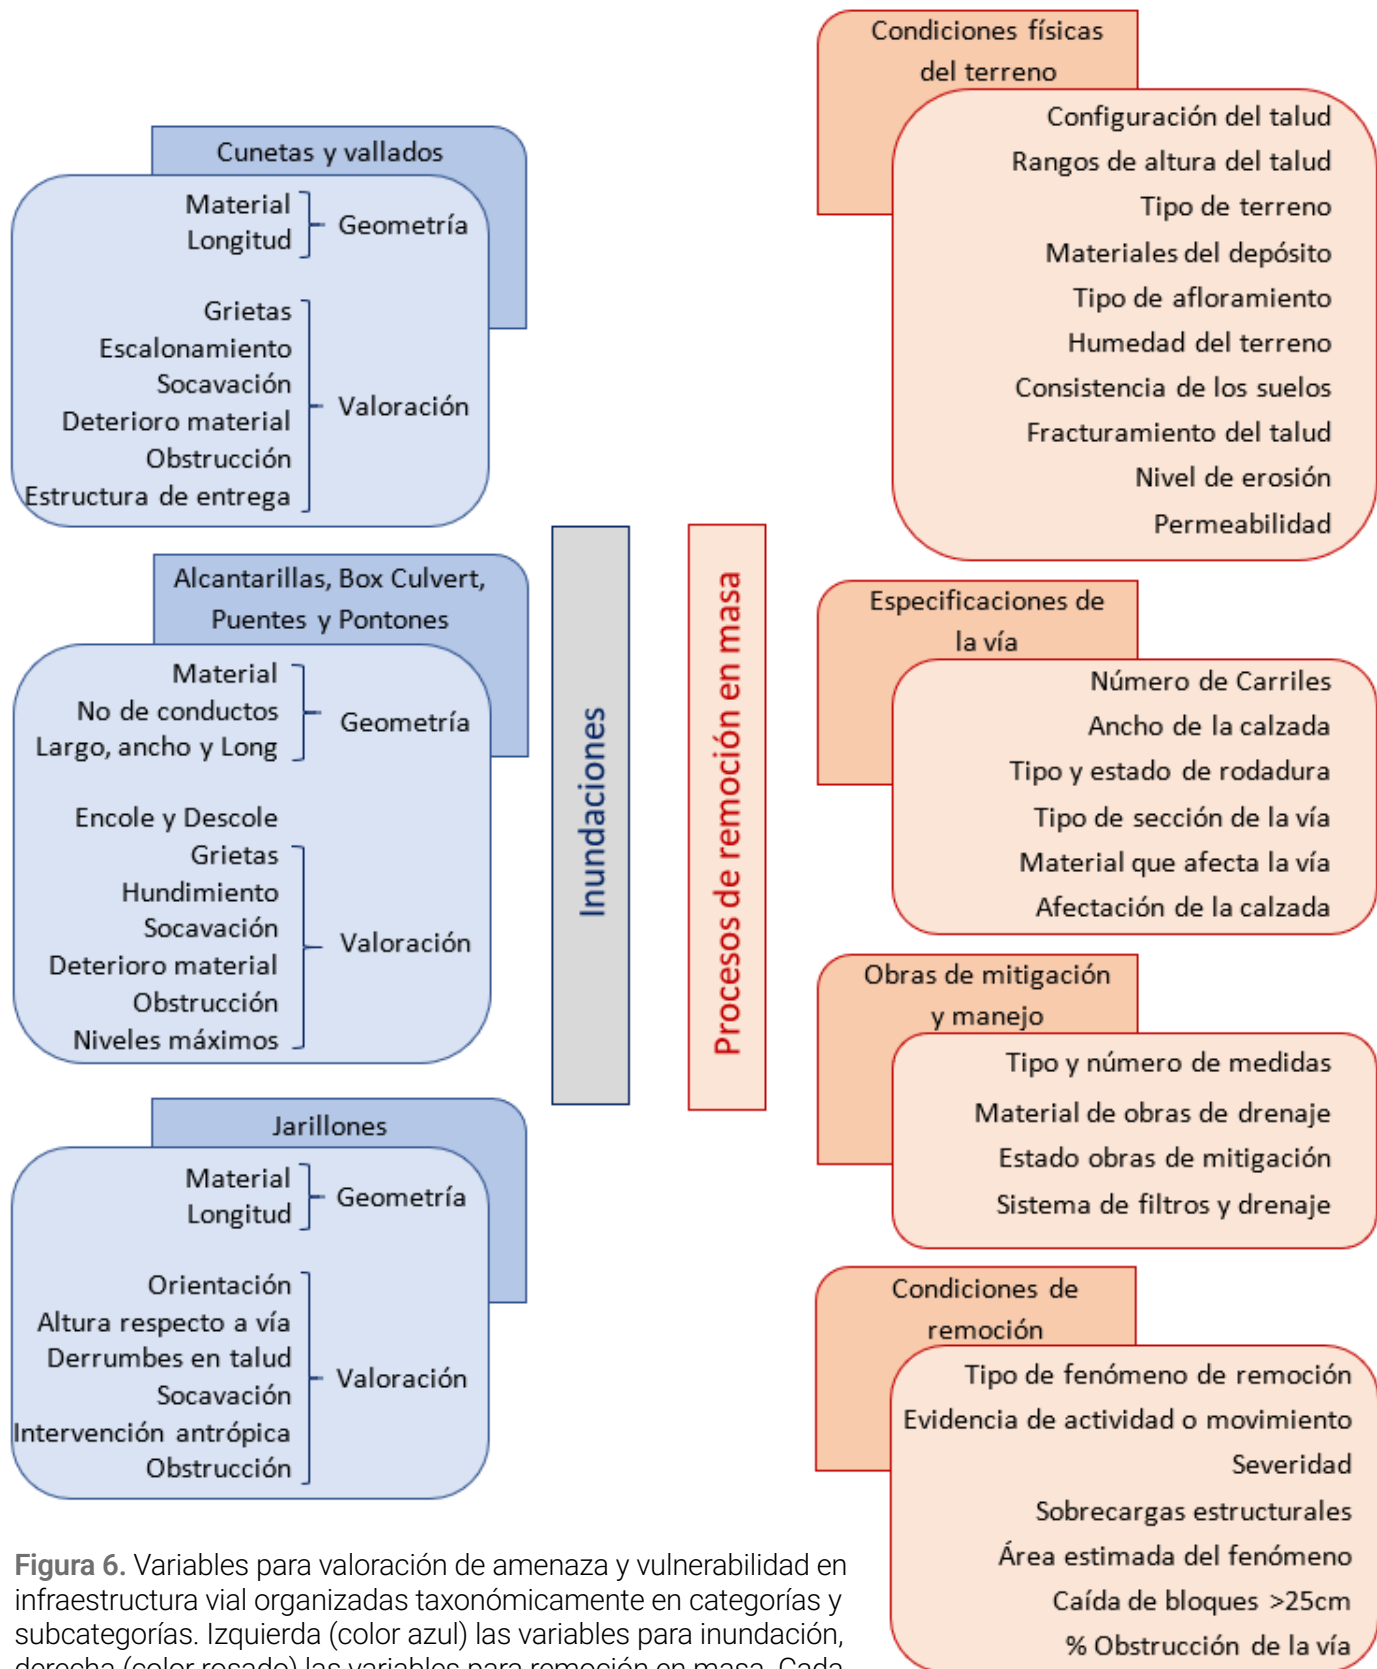 Cunetas y vallados
Material
Longitud
Geometría
Grietas
Escalonamiento
Socavación
Deterioro material
Obstrucción
Estructura de entrega
Valoración
Alcantarillas, Box Culvert,
Puentes y Pontones
Material
No de conductos
Largo, ancho y Long
Geometría
Encole y Descole
Grietas
Hundimiento
Socavación
Deterioro material
Obstrucción
Niveles máximos
Valoración
Jarillones
Material
Longitud
Geometría
Orientación
Altura respecto a vía
Derrumbes en talud
Socavación
Intervención antrópica
Obstrucción
Valoración
Inundaciones
Procesos de remoción en masa
Condiciones físicas
del terreno
Configuración del talud
Rangos de altura del talud
Tipo de terreno
Materiales del depósito
Tipo de afloramiento
Humedad del terreno
Consistencia de los suelos
Fracturamiento del talud
Nivel de erosión
Permeabilidad
Especificaciones de
la vía
Número de Carriles
Ancho de la calzada
Tipo y estado de rodadura
Tipo de sección de la vía
Material que afecta la vía
Afectación de la calzada
Obras de mitigación
y manejo
Tipo y número de medidas
Material de obras de drenaje
Estado obras de mitigación
Sistema de filtros y drenaje
Condiciones de
remoción
Tipo de fenómeno de remoción
Evidencia de actividad o movimiento
Severidad
Sobrecargas estructurales
Área estimada del fenómeno
Caída de bloques >25cm
% Obstrucción de la vía
Figura 6. Variables para valoración de amenaza y vulnerabilidad en
infraestructura vial organizadas taxonómicamente en categorías y
subcategorías. Izquierda (color azul) las variables para inundación,
derecha (color rosado) las variables para remoción en masa. Cada